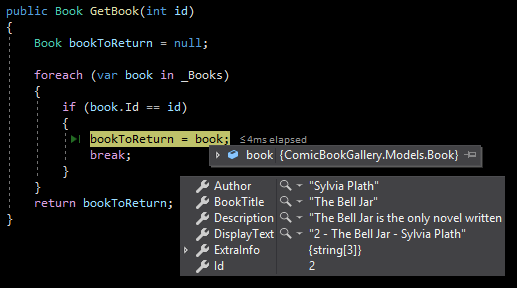 public Book GetBook(int id)
{
Book bookToReturn = null;
foreach (var book in _Books)
{
if (book.Id == id)
{
bookToReturn = book; ≤4ms elapsed
break;
book {ComicBookGallery.Models.Book}
}
}
return bookToReturn;
}
Author "Sylvia Plath"
BookTitle "The Bell Jar"
Description "The Bell Jar is the only novel written
DisplayText "2 - The Bell Jar - Sylvia Plath"
ExtraInfo {string[3]}
Id 2